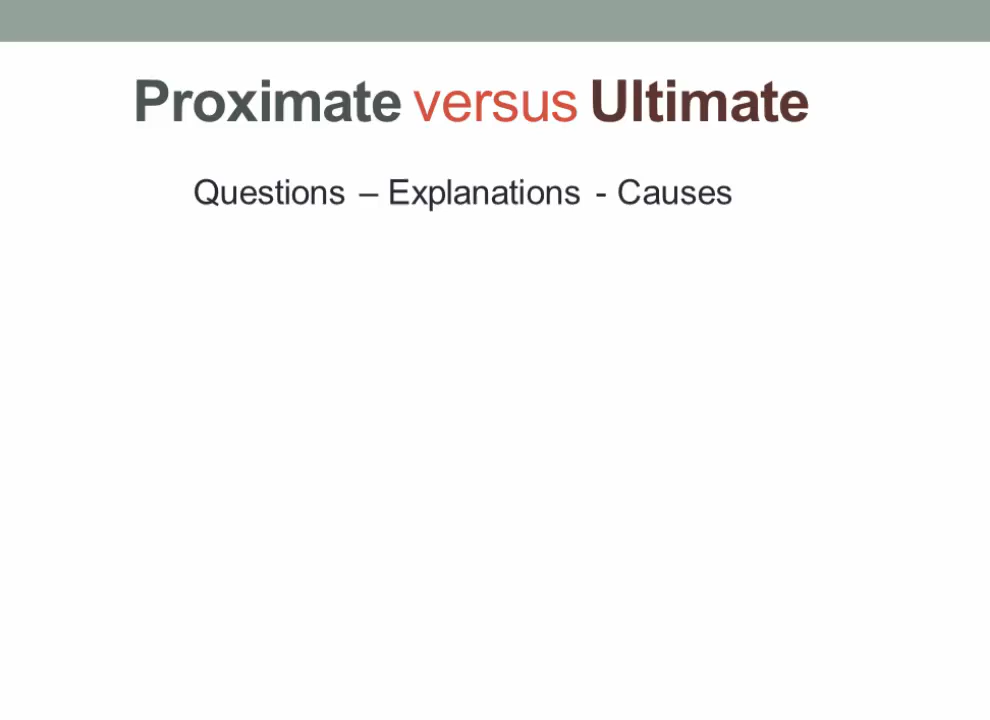 Proximate versus Ultimate
Questions – Explanations - Causes